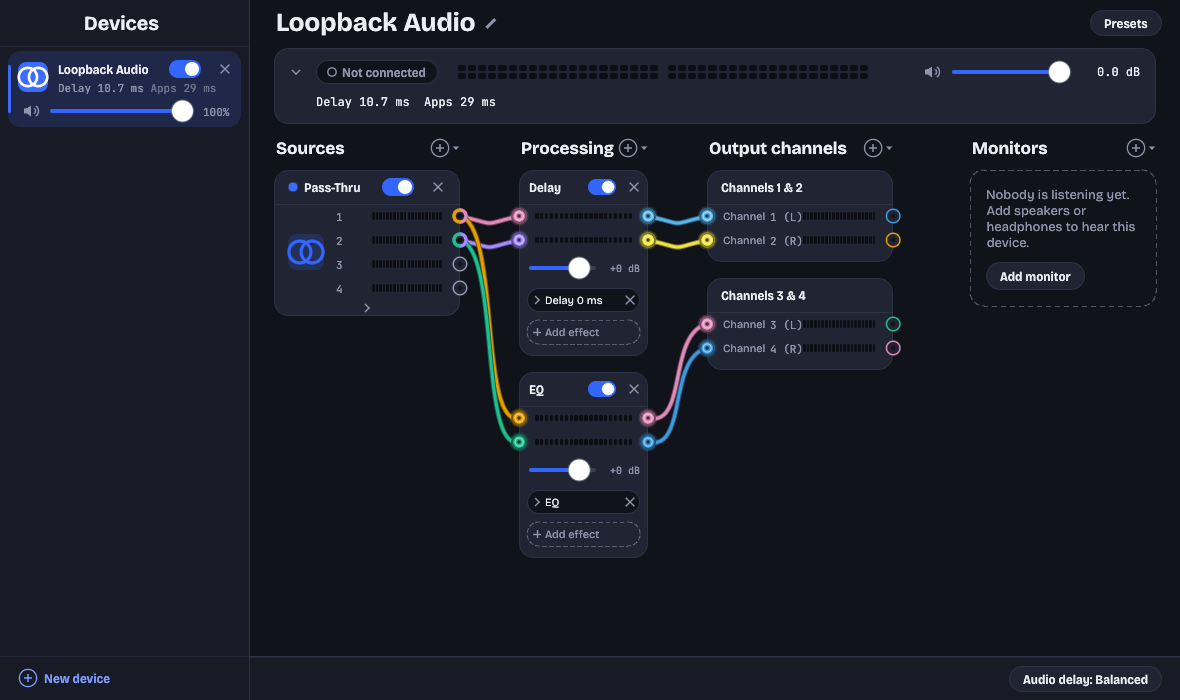 Devices
Loopback Audio
Delay 10.7 ms Apps 29 ms
100%
New device
Loopback Audio
Presets
Not connected
0.0 dB
Delay 10.7 ms Apps 29 ms
Sources
Processing
Output channels
Monitors
Pass-Thru
1
2
3
4
Delay
+0 dB
Delay 0 ms
Add effect
EQ
+0 dB
EQ
Add effect
Channels 1 & 2
Channel 1 (L)
Channel 2 (R)
Channels 3 & 4
Channel 3 (L)
Channel 4 (R)
Nobody is listening yet.
Add speakers or
headphones to hear this
device.
Add monitor
Audio delay: Balanced